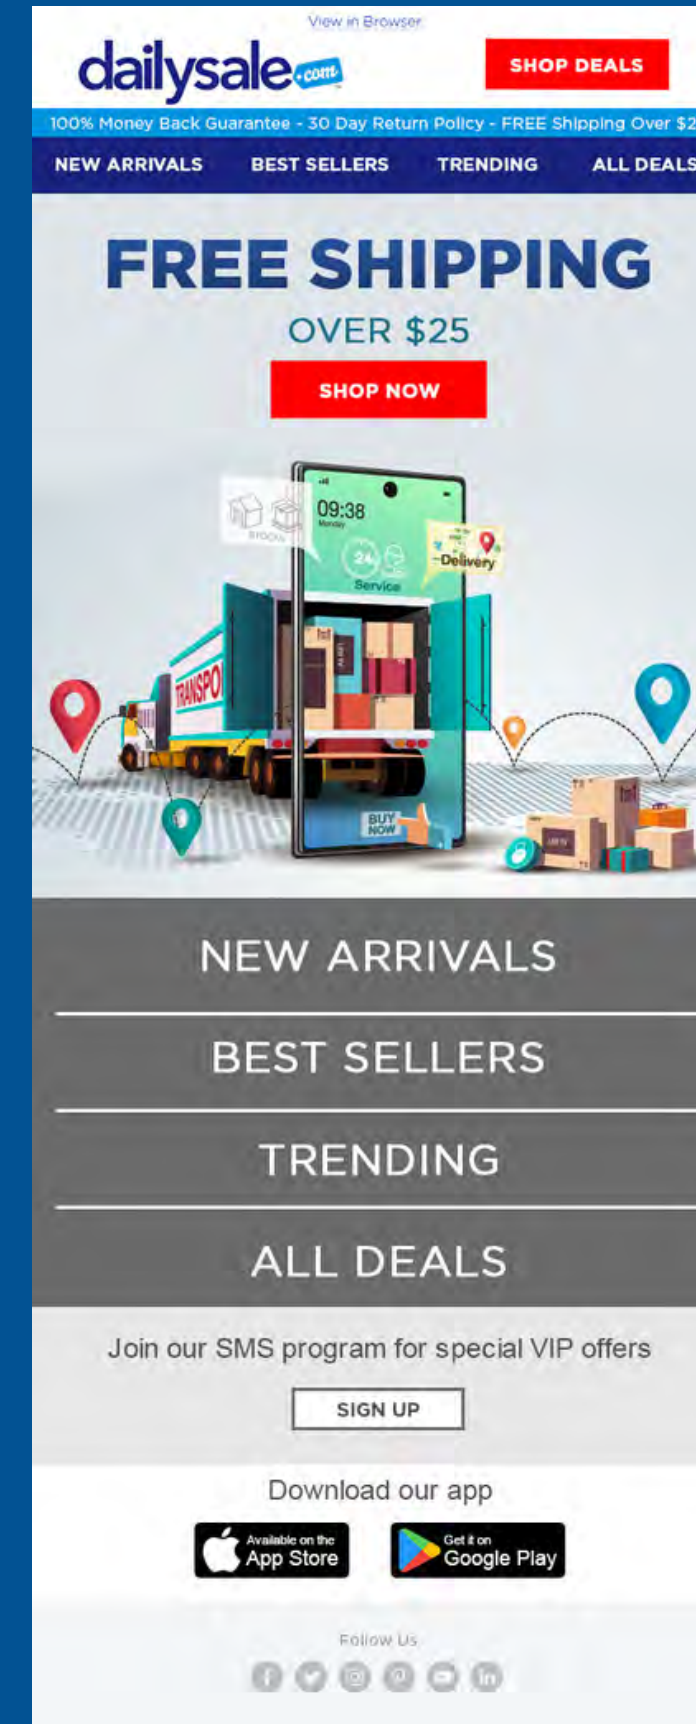 View in Browser
dailysale.com
SHOP DEALS
100% Money Back Guarantee - 30 Day Return Policy - FREE Shipping Over $2
NEW ARRIVALS BEST SELLERS TRENDING ALL DEALS
FREE SHIPPING
OVER $25
SHOP NOW
09:38
Monday
STOCK
24
Service
Delivery
TRANSPO
BUY
NOW
NEW ARRIVALS
BEST SELLERS
TRENDING
ALL DEALS
Join our SMS program for special VIP offers
SIGN UP
Download our app
Available on the
App Store
Get it on
Google Play
Follow Us